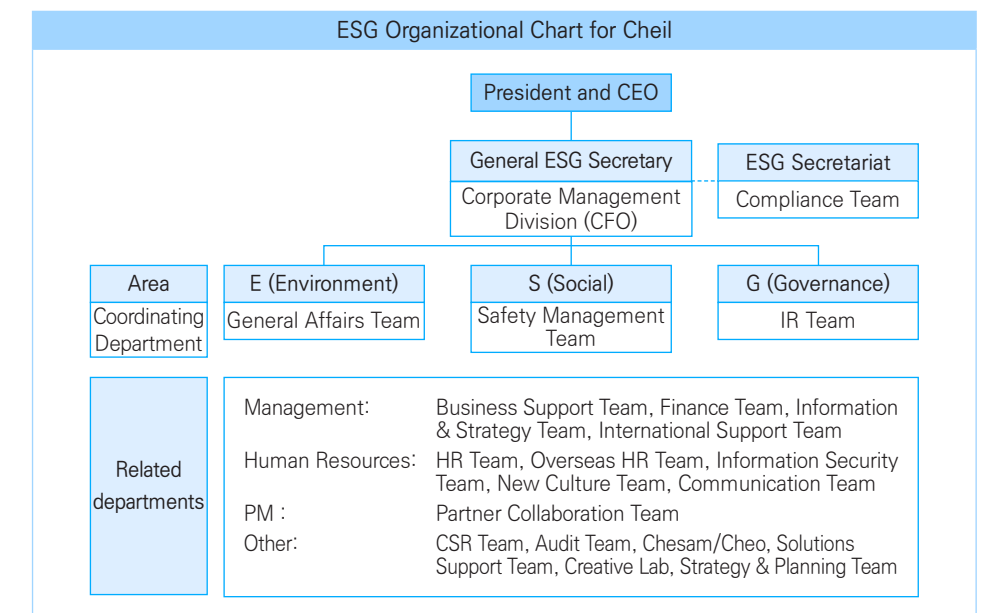 ESG Organizational Chart for Cheil
President and CEO
General ESG Secretary
ESG Secretariat
Corporate Management
Division (CFO)
Compliance Team
Area
E (Environment)
S (Social)
G (Governance)
Coordinating
Department
General Affairs Team
Safety Management
Team
IR Team
Related
departments
Management: Business Support Team, Finance Team, Information
& Strategy Team, International Support Team
Human Resources: HR Team, Overseas HR Team, Information Security
Team, New Culture Team, Communication Team
PM : Partner Collaboration Team
Other: CSR Team, Audit Team, Chesam/Cheo, Solutions
Support Team, Creative Lab, Strategy & Planning Team